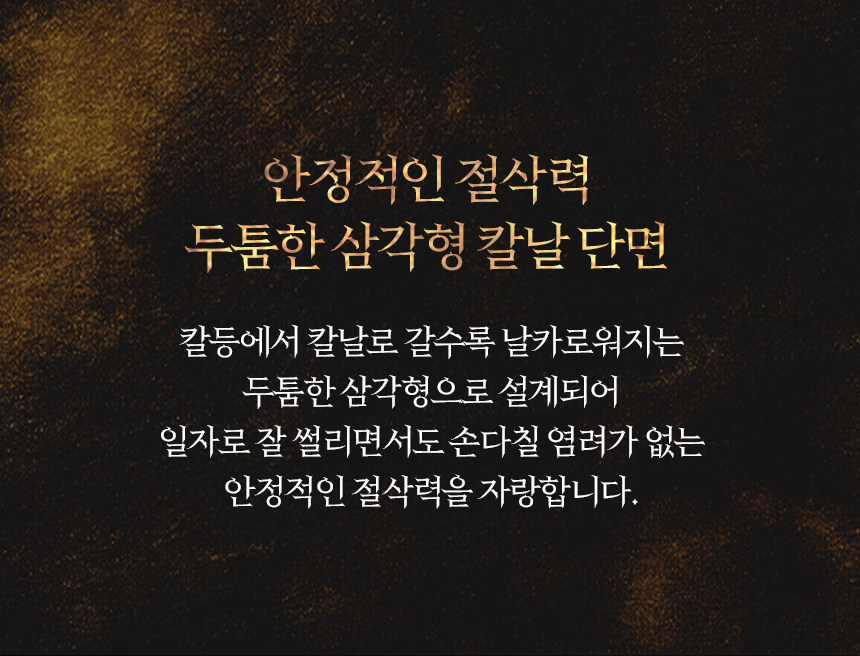 안정적인 절삭력
두툼한 삼각형 칼날 단면
칼등에서 칼날로 갈수록 날카로워지는
두툼한 삼각형으로 설계되어
일자로 잘 썰리면서도 손다칠 염려가 없는
안정적인 절삭력을 자랑합니다.